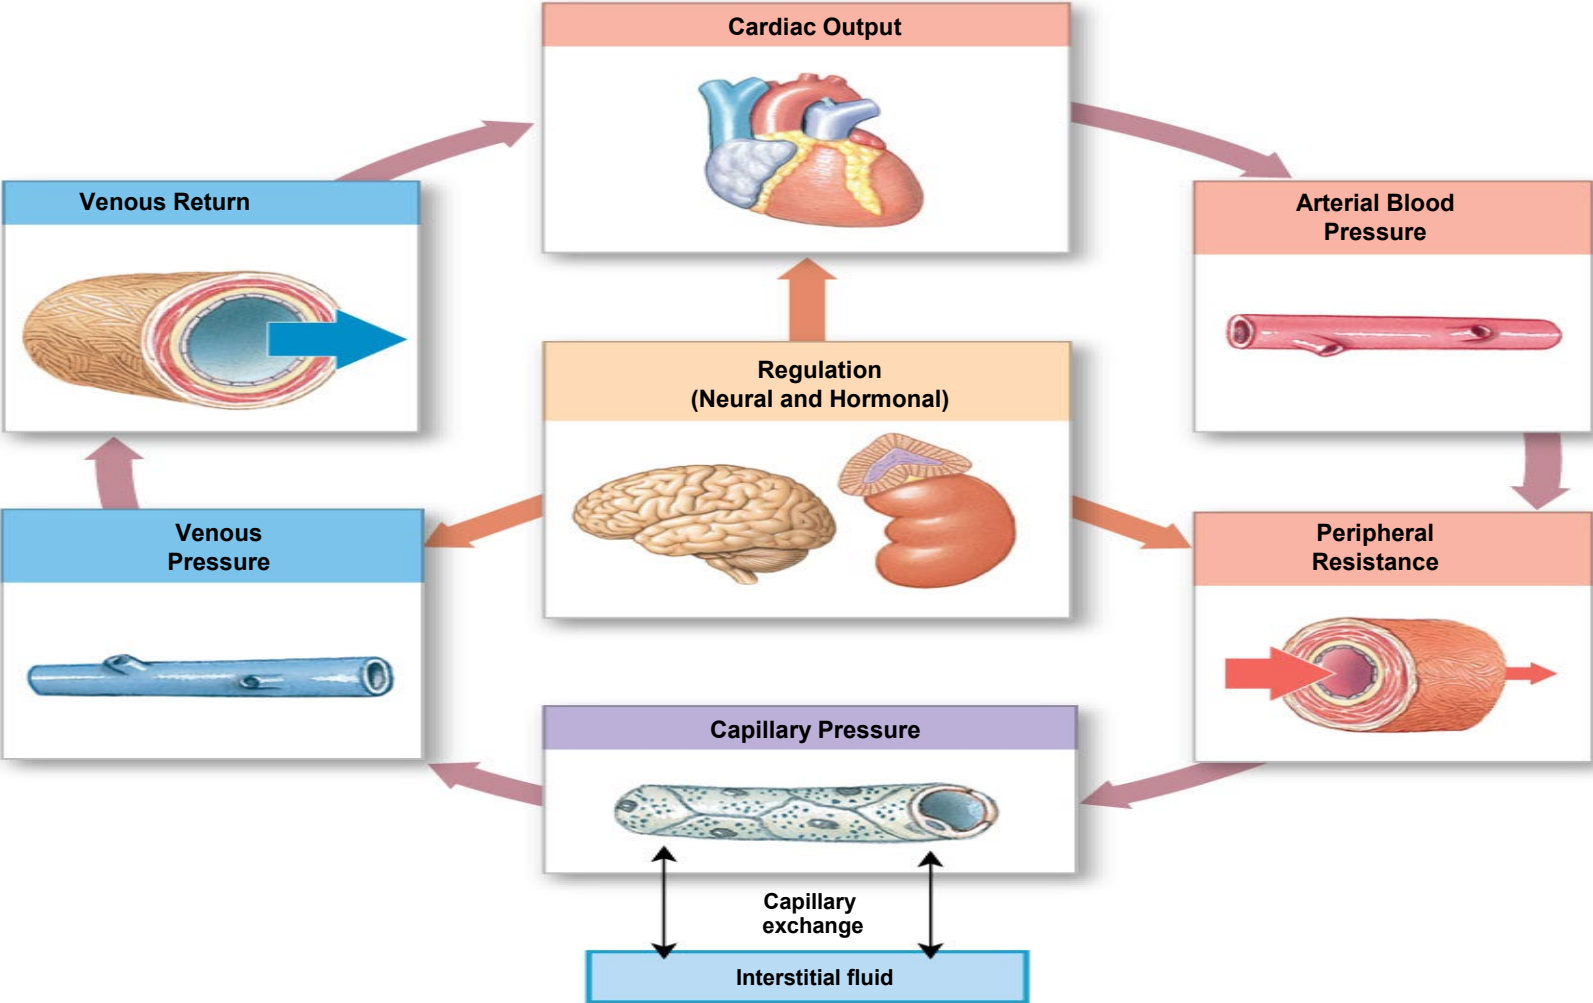 Cardiac Output
Venous Return
Arterial Blood
Pressure
Regulation
(Neural and Hormonal)
Venous
Pressure
Peripheral
Resistance
Capillary Pressure
Capillary
exchange
Interstitial fluid